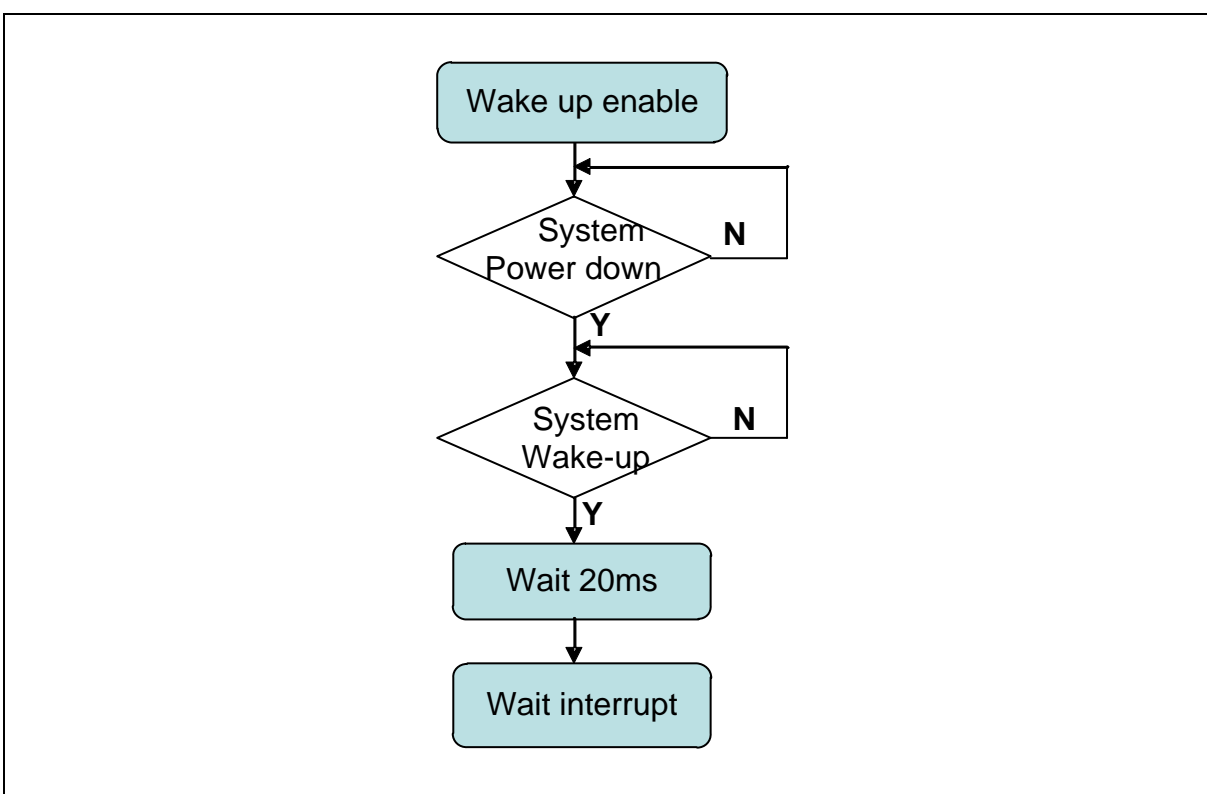 Wake up enable
System
Power down
N
Y
System
Wake-up
N
Y
Wait 20ms
Wait interrupt